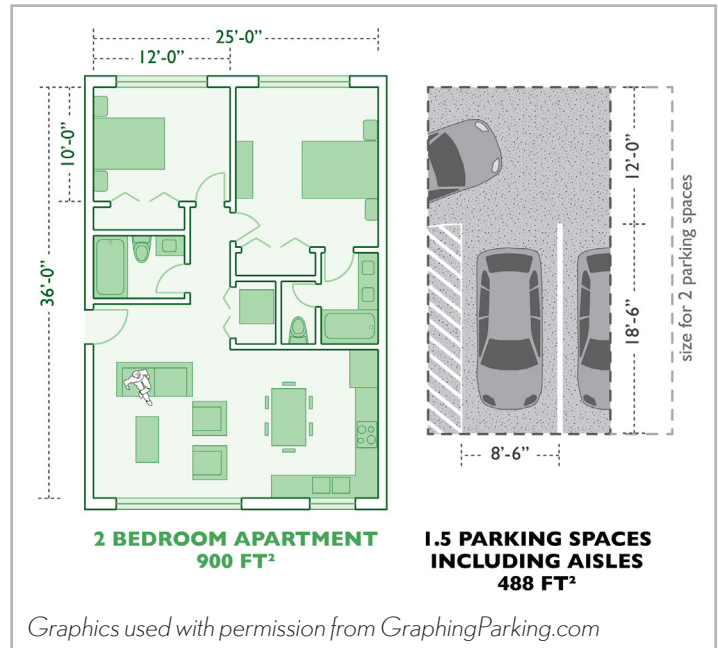 25'-0”
12'-0”
10'-0”
36'-0”
12'-0”
18'-6”
size for 2 parking spaces
8'-6”
2 BEDROOM APARTMENT
900 FT²
1.5 PARKING SPACES
INCLUDING AISLES
488 FT²
Graphics used with permission from GraphingParking.com